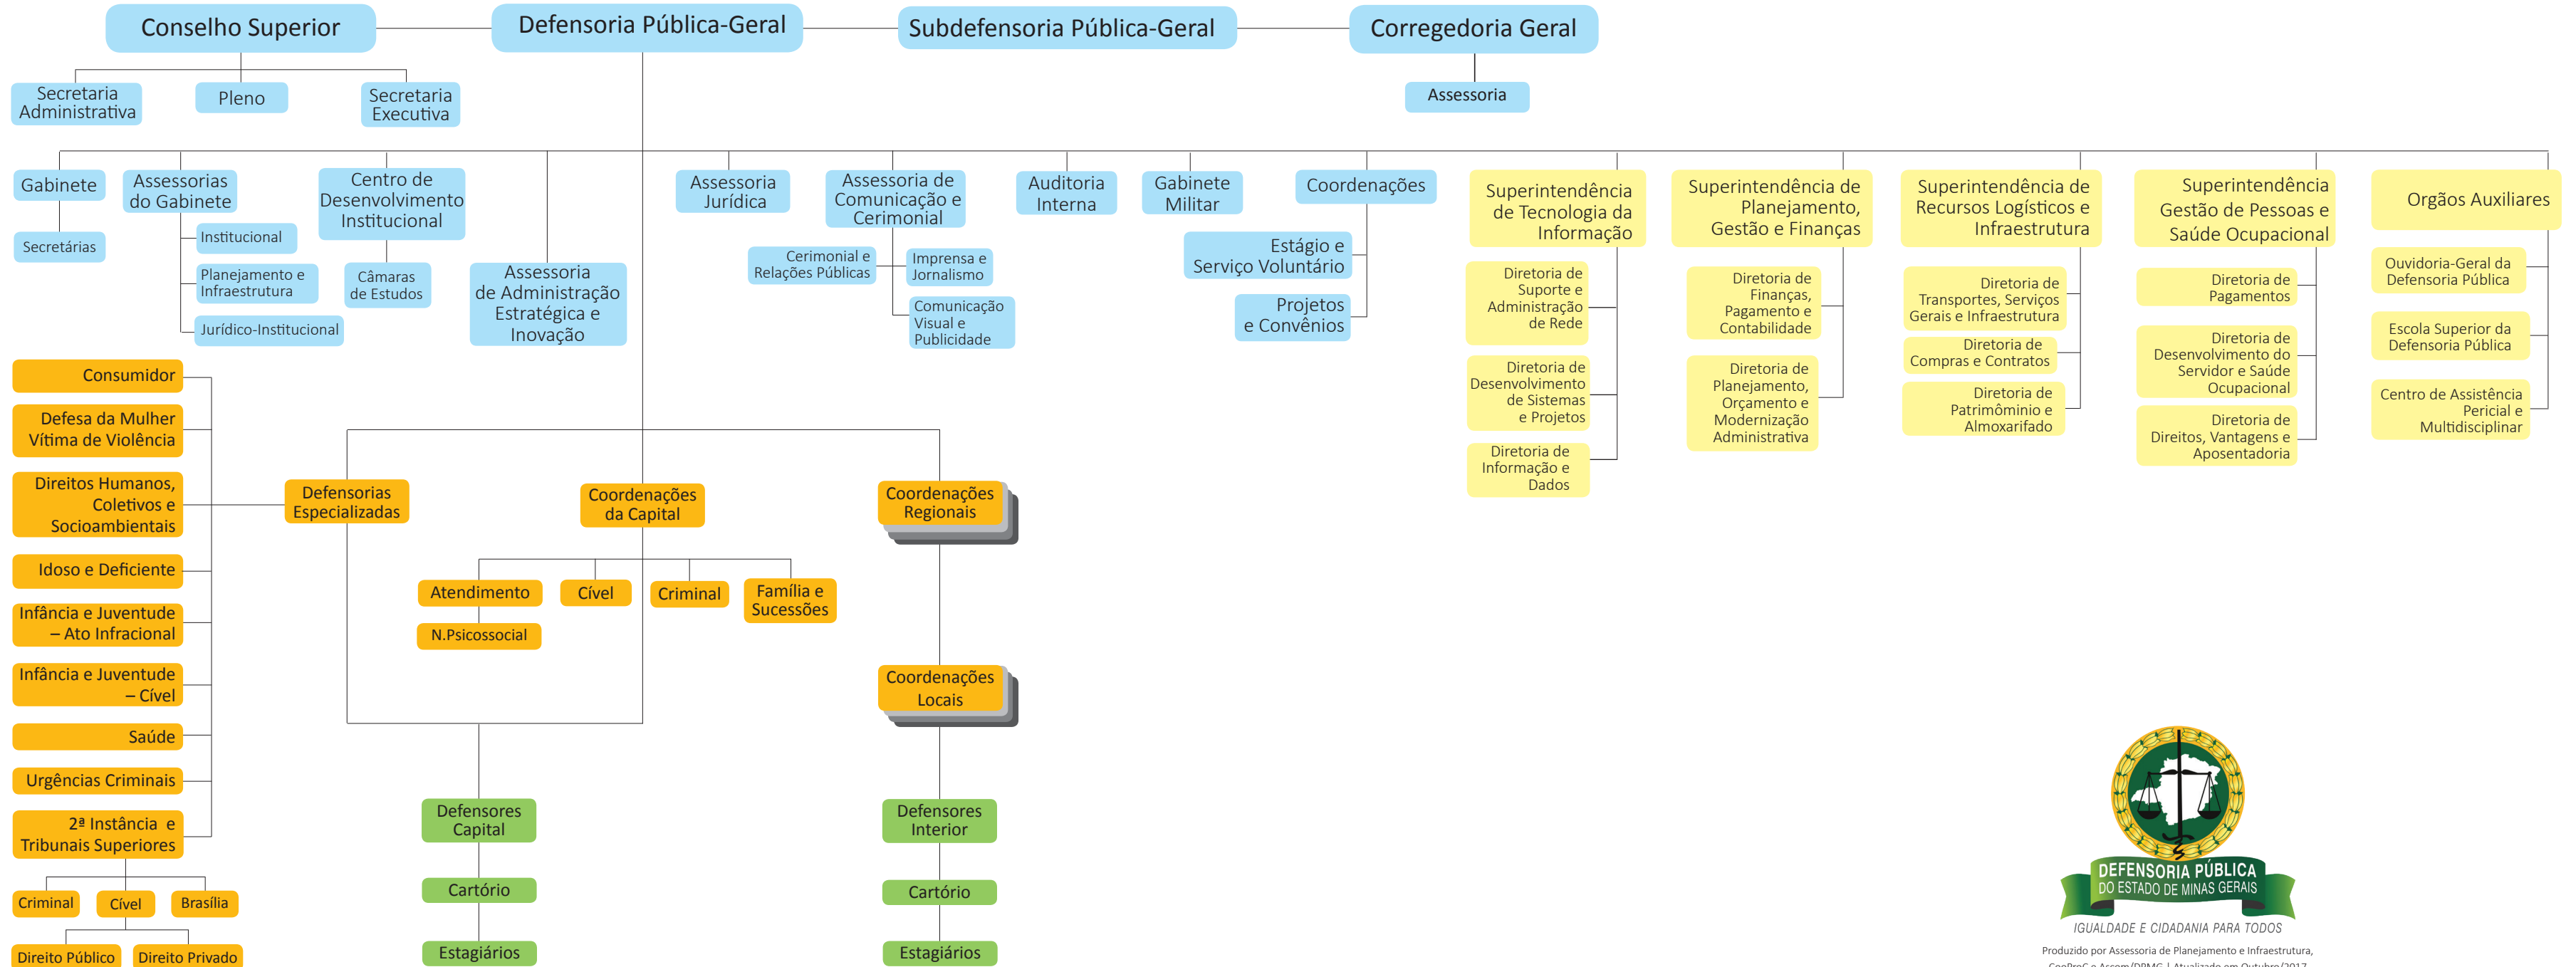 Conselho Superior
Defensoria Pública-Geral
Subdefensoria Pública-Geral
Corregedoria Geral
Secretaria
Administrativa
Pleno
Secretaria
Executiva
Assessoria
Gabinete
Secretárias
Assessorias
do Gabinete
Institucional
Planejamento e
Infraestrutura
Jurídico-Institucional
Centro de
Desenvolvimento
Institucional
Câmaras
de Estudos
Assessoria
de Administração
Estratégica e
Inovação
Assessoria
Jurídica
Assessoria de
Comunicação e
Cerimonial
Cerimonial e
Relações Públicas
Imprensa e
Jornalismo
Comunicação
Visual e
Publicidade
Auditoria
Interna
Gabinete
Militar
Coordenações
Estágio e
Serviço Voluntário
Projetos
e Convênios
Superintendência
de Tecnologia da
Informação
Diretoria de
Suporte e
Administração
de Rede
Diretoria de
Desenvolvimento
de Sistemas
e Projetos
Diretoria de
Informação e
Dados
Superintendência de
Planejamento,
Gestão e Finanças
Diretoria de
Finanças,
Pagamento e
Contabilidade
Diretoria de
Planejamento,
Orçamento e
Modernização
Administrativa
Superintendência de
Recursos Logísticos e
Infraestrutura
Diretoria de
Transportes, Serviços
Gerais e Infraestrutura
Diretoria de
Compras e Contratos
Diretoria de
Patrimôminio e
Almoxarifado
Superintendência
Gestão de Pessoas e
Saúde Ocupacional
Diretoria de
Pagamentos
Diretoria de
Desenvolvimento do
Servidor e Saúde
Ocupacional
Diretoria de
Direitos, Vantagens e
Aposentadoria
Orgãos Auxiliares
Ouvidoria-Geral da
Defensoria Pública
Escola Superior da
Defensoria Pública
Centro de Assistência
Pericial e
Multidisciplinar
Consumidor
Defesa da Mulher
Vítima de Violência
Direitos Humanos,
Coletivos e
Socioambientais
Idoso e Deficiente
Infância e Juventude
– Ato Infracional
Infância e Juventude
– Cível
Saúde
Urgências Criminais
2ª Instância e
Tribunais Superiores
Criminal
Cível
Brasília
Direito Público
Direito Privado
Defensorias
Especializadas
Coordenações
da Capital
Atendimento
Cível
Criminal
Família e
Sucessões
N.Psicossocial
Coordenações
Regionais
Coordenações
Locais
Defensores
Capital
Cartório
Estagiários
Defensores
Interior
Cartório
Estagiários
DEFENSORIA PÚBLICA
DO ESTADO DE MINAS GERAIS
IGUALDADE E CIDADANIA PARA TODOS
Produzido por Assessoria de Planejamento e Infraestrutura,
CooProC e Ascom/DPMG | Atualizado em Outubro/2017